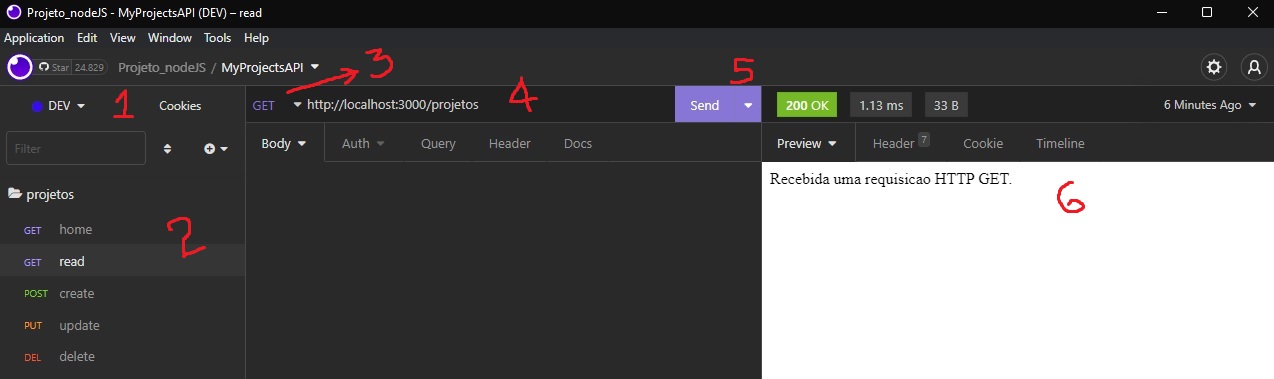 Projeto_nodeJS - MyProjectsAPI (DEV) – read
Application Edit View Window Tools Help
Star 24.829 Projeto_nodeJS / MyProjectsAPI 3
DEV 1 Cookies GET http://localhost:3000/projetos 4 Send 5 200 OK 1.13 ms 33 B 6 Minutes Ago
Filter Body Auth Query Header Docs Preview Header 7 Cookie Timeline
Recebida uma requisicao HTTP GET.
6
projetos
GET home
2
GET read
POST create
PUT update
DEL delete